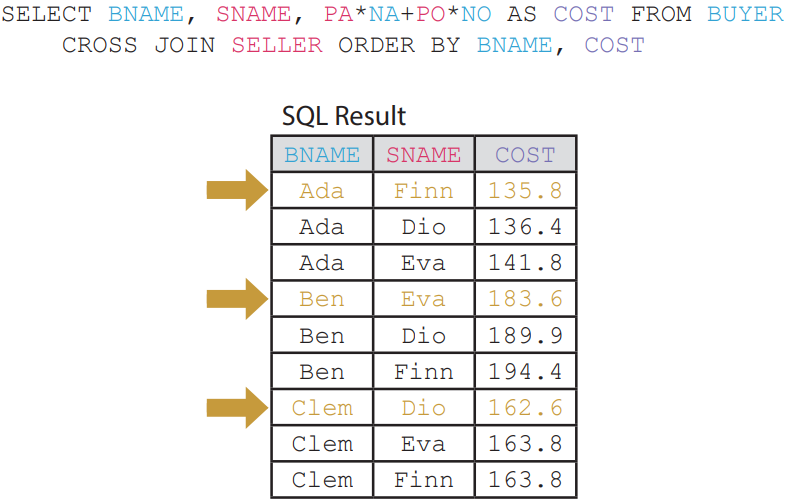 SELECT BNAME, SNAME, PA*NA+PO*NO AS COST FROM BUYER
CROSS JOIN SELLER ORDER BY BNAME, COST
SQL Result
BNAME SNAME COST
Ada Finn 135.8
Ada Dio 136.4
Ada Eva 141.8
Ben Eva 183.6
Ben Dio 189.9
Ben Finn 194.4
Clem Dio 162.6
Clem Eva 163.8
Clem Finn 163.8